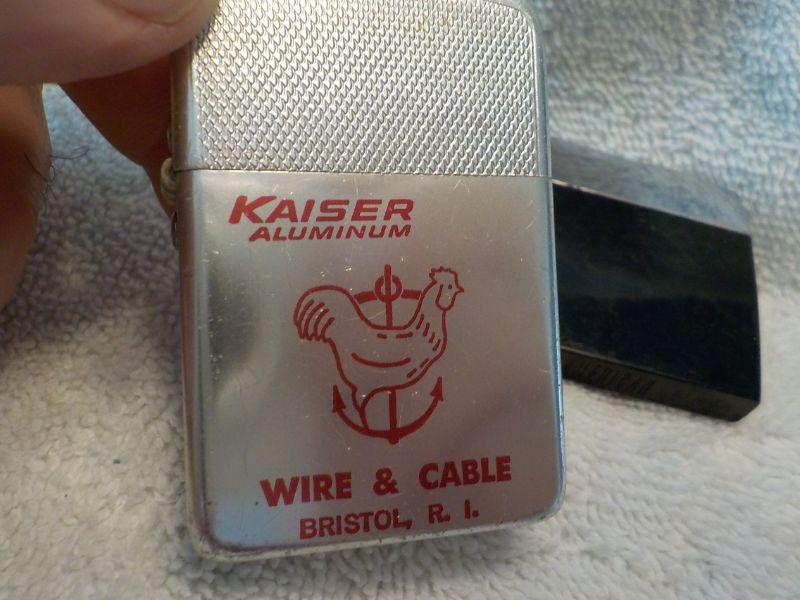 KAISER
ALUMINUM
WIRE & CABLE
BRISTOL, R. I.